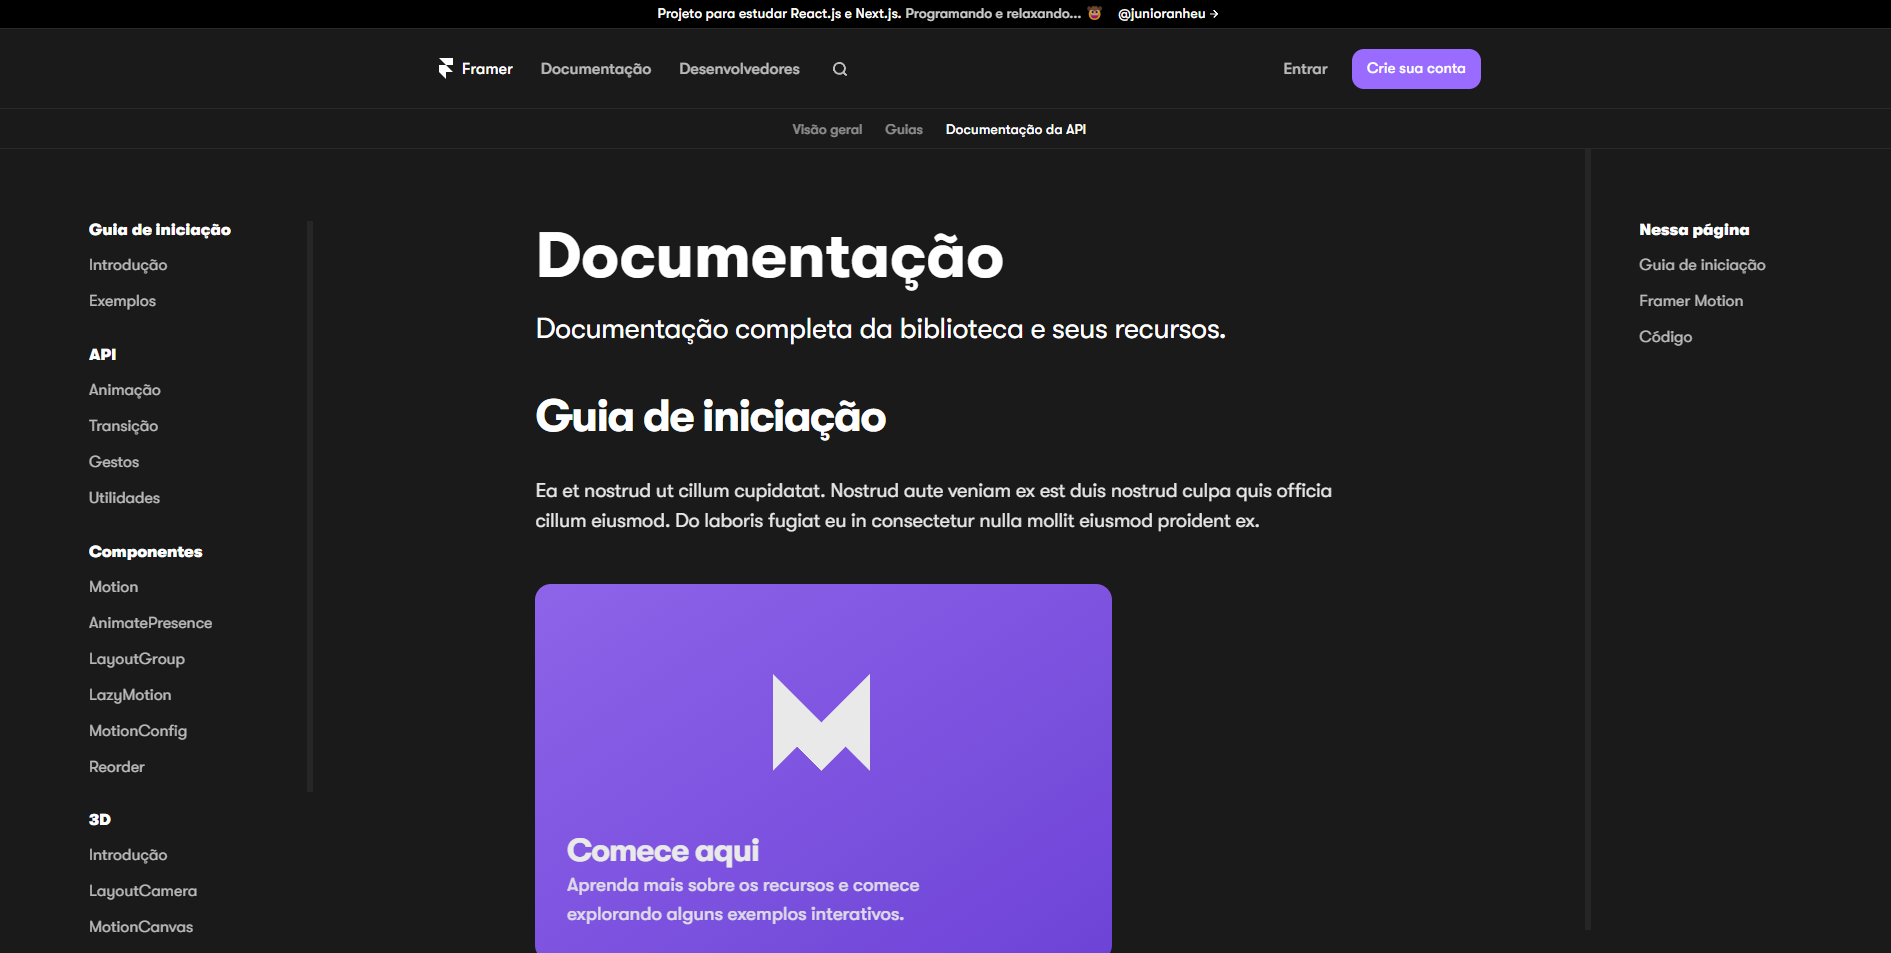 Projeto para estudar React.js e Next.js. Programando e relaxando... @junioranheu →
Framer Documentação Desenvolvedores Entrar Crie sua conta
Visão geral Guias Documentação da API
Guia de iniciação
Introdução
Exemplos
API
Animação
Transição
Gestos
Utilidades
Componentes
Motion
AnimatePresence
LayoutGroup
LazyMotion
MotionConfig
Reorder
3D
Introdução
LayoutCamera
MotionCanvas
Documentação
Documentação completa da biblioteca e seus recursos.
Guia de iniciação
Ea et nostrud ut cillum cupidatat. Nostrud aute veniam ex est duis nostrud culpa quis officia
cillum eiusmod. Do laboris fugiat eu in consectetur nulla mollit eiusmod proident ex.
Comece aqui
Aprenda mais sobre os recursos e comece
explorando alguns exemplos interativos.
Nessa página
Guia de iniciação
Framer Motion
Código